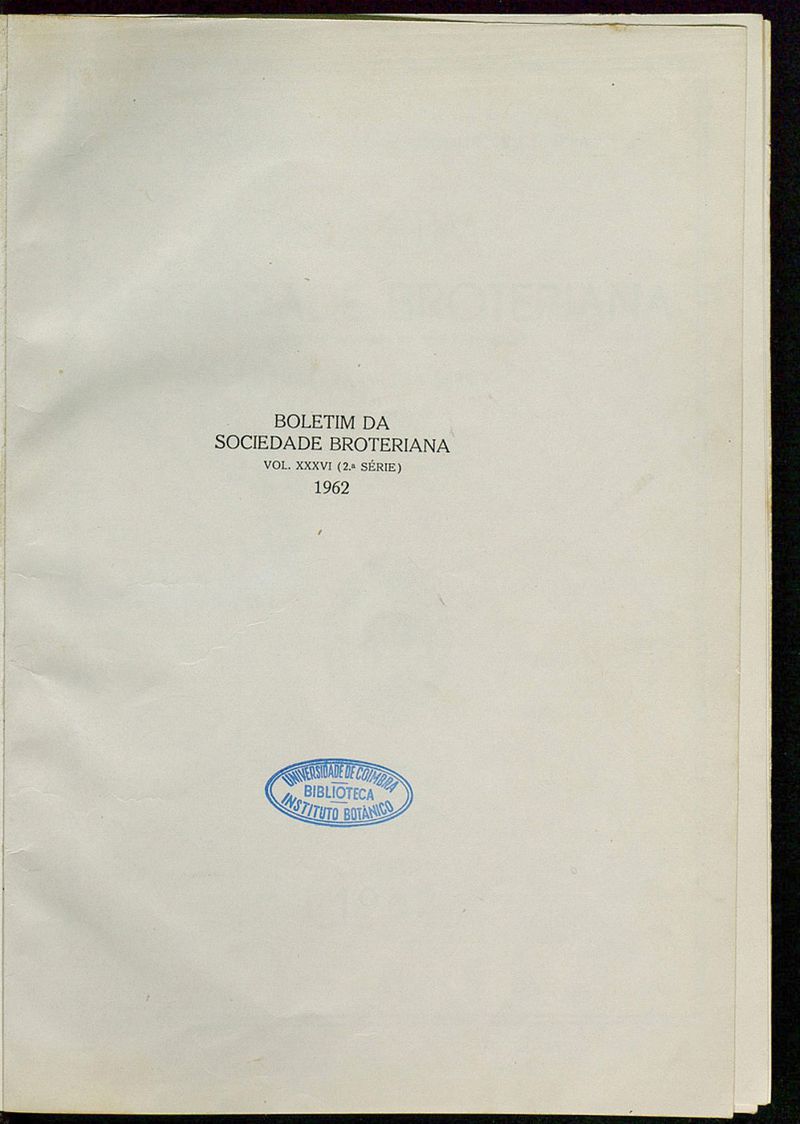 BOLETIM DA
SOCIEDADE BROTERIANA
VOL. XXXVI (2.ª SÉRIE)
1962
UNIVERSIDADE DE COIMBRA
BIBLIOTECA
INSTITUTO BOTÂNICO